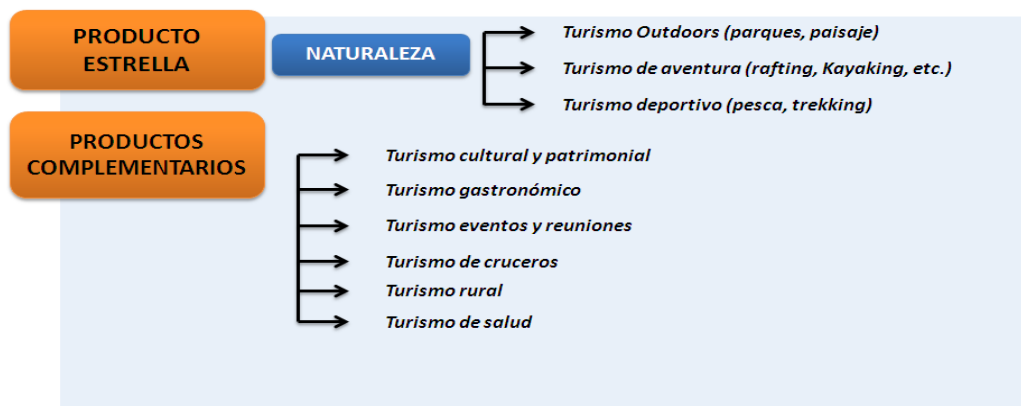 PRODUCTO
ESTRELLA
NATURALEZA
Turismo Outdoors (parques, paisaje)
Turismo de aventura (rafting, Kayaking, etc.)
Turismo deportivo (pesca, trekking)
PRODUCTOS
COMPLEMENTARIOS
Turismo cultural y patrimonial
Turismo gastronómico
Turismo eventos y reuniones
Turismo de cruceros
Turismo rural
Turismo de salud